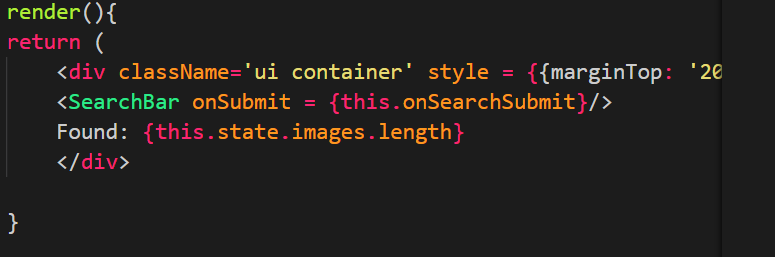 render(){
return (
<div className='ui container' style = {{marginTop: '20
<SearchBar onSubmit = {this.onSearchSubmit}/>
Found: {this.state.images.length}
</div>
}